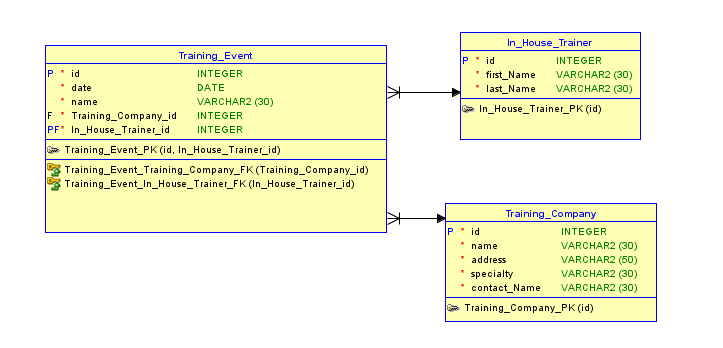 Training_Event
P * id INTEGER
* date DATE
* name VARCHAR2 (30)
F * Training_Company_id INTEGER
PF* In_House_Trainer_id INTEGER
Training_Event_PK (id, In_House_Trainer_id)
Training_Event_Training_Company_FK (Training_Company_id)
Training_Event_In_House_Trainer_FK (In_House_Trainer_id)
In_House_Trainer
P * id INTEGER
* first_Name VARCHAR2 (30)
* last_Name VARCHAR2 (30)
In_House_Trainer_PK (id)
Training_Company
P * id INTEGER
* name VARCHAR2 (30)
* address VARCHAR2 (50)
* specialty VARCHAR2 (30)
* contact_Name VARCHAR2 (30)
Training_Company_PK (id)